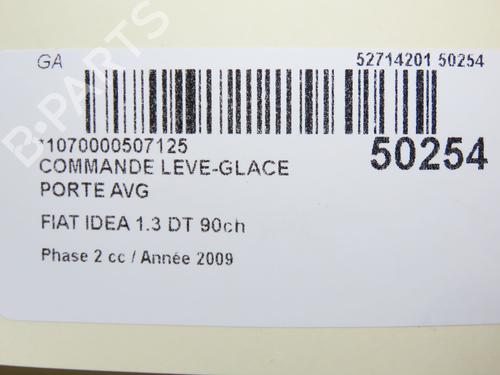 GA
52714201 50254
*1070000507125
50254
COMMANDE LEVE-GLACE
PORTE AVG
FIAT IDEA 1.3 DT 90ch
Phase 2 cc / Année 2009
B-PARTS